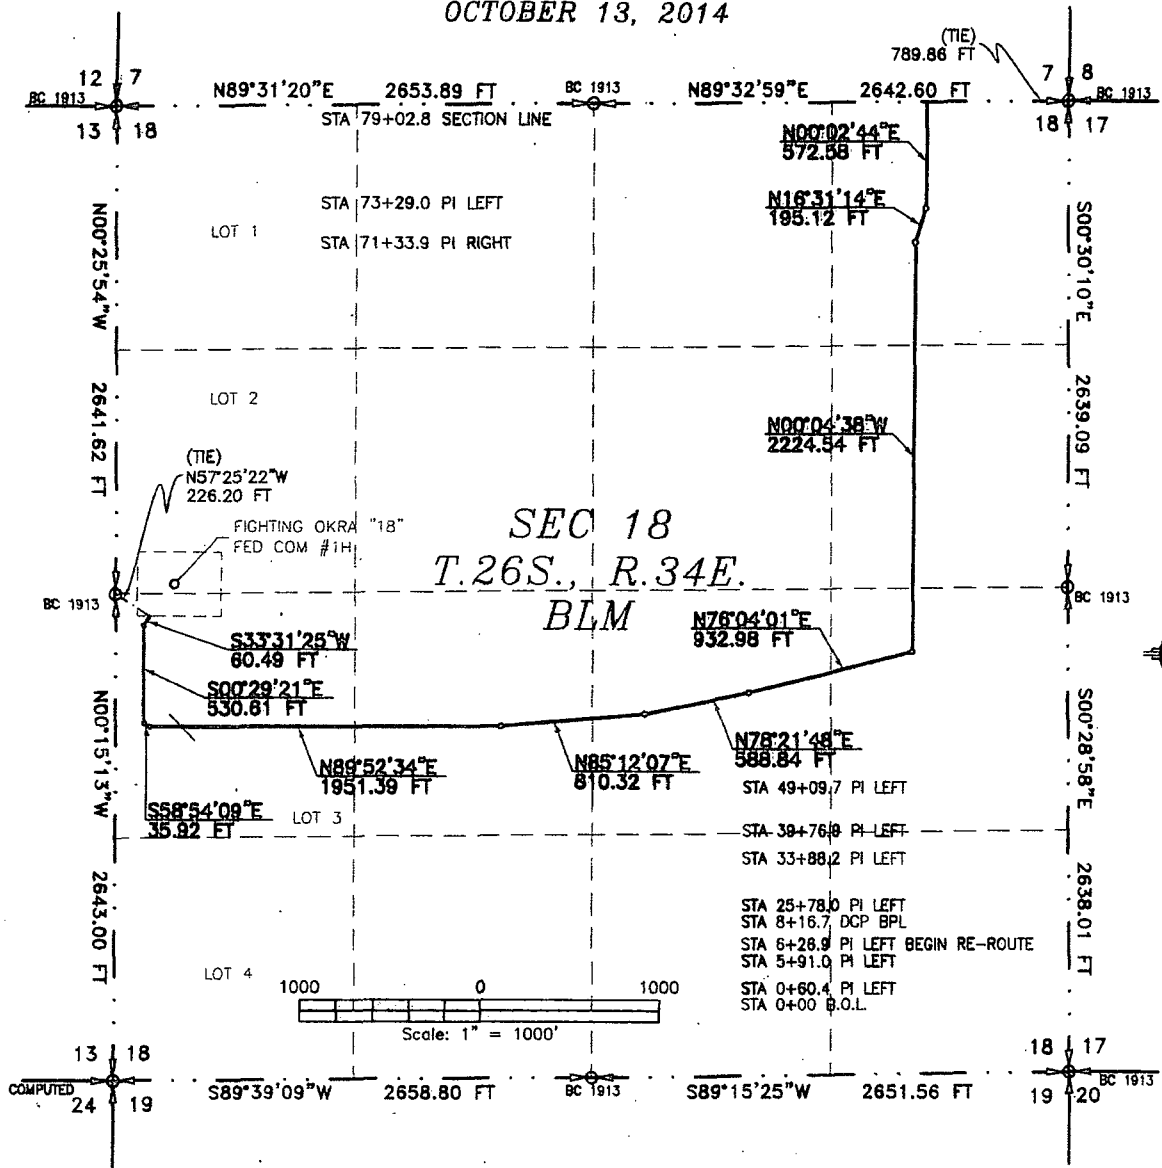 OCTOBER 13, 2014
(TIE)
789.86 FT
12 7
BC 1913
13 18
N89°31'20"E 2653.89 FT
BC 1913
N89°32'59"E 2642.60 FT
7 8
BC 1913
18 17
STA 79+02.8 SECTION LINE
N00°02'44"E
572.58 FT
STA 73+29.0 PI LEFT
N16°31'14"E
195.12 FT
LOT 1
STA 71+33.9 PI RIGHT
N00°25'54"W
2641.62 FT
S00°30'10"E
2639.09 FT
LOT 2
N00°04'38"W
2224.54 FT
(TIE)
N57°25'22"W
226.20 FT
FIGHTING OKRA "18"
FED COM #1H
SEC 18
T.26S., R.34E.
BLM
BC 1913
BC 1913
S33°31'25"W
60.49 FT
N76°04'01"E
932.98 FT
S00°29'21"E
530.61 FT
N00°15'13"W
2643.00 FT
S00°28'58"E
2638.01 FT
N89°52'34"E
1951.39 FT
N85°12'07"E
810.32 FT
N78°21'48"E
588.84 FT
S58°54'09"E
35.92 FT
LOT 3
STA 49+09.7 PI LEFT
STA 39+76.8 PI LEFT
STA 33+88.2 PI LEFT
STA 25+78.0 PI LEFT
STA 8+16.7 DCP BPL
STA 6+26.9 PI LEFT BEGIN RE-ROUTE
STA 5+91.0 PI LEFT
STA 0+60.4 PI LEFT
STA 0+00 B.O.L.
LOT 4
1000 0 1000
Scale: 1" = 1000'
13 18
COMPUTED
24 19
S89°39'09"W 2658.80 FT
BC 1913
S89°15'25"W 2651.56 FT
18 17
BC 1913
19 20